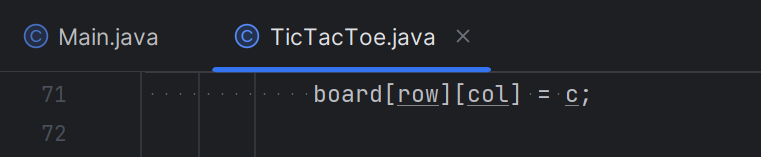 Main.java TicTacToe.java
71 board[row][col] = c;
72